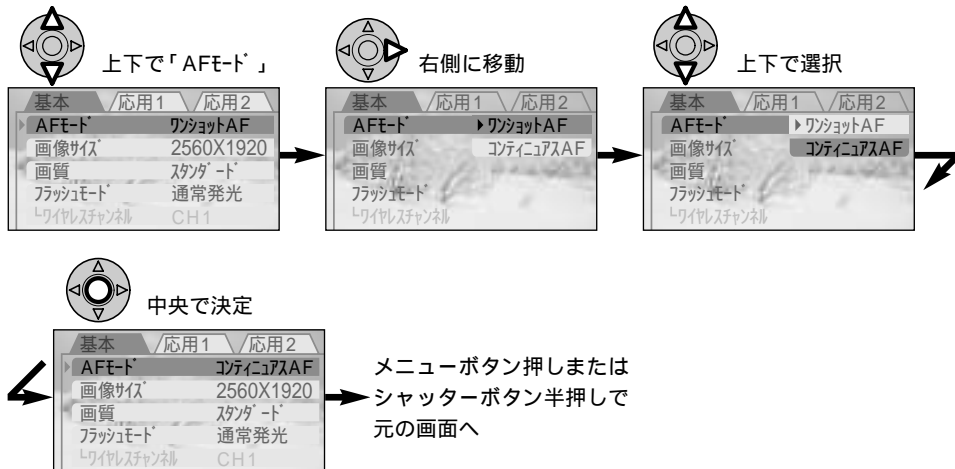 上下で「AFﾓｰﾄﾞ」
基本 応用1 応用2
AFﾓｰﾄﾞ ﾜﾝｼｮｯﾄAF
画像ｻｲｽﾞ 2560X1920
画質 ｽﾀﾝﾀﾞｰﾄﾞ
ﾌﾗｯｼｭﾓｰﾄﾞ 通常発光
└ﾜｲﾔﾚｽﾁｬﾝﾈﾙ CH1
右側に移動
基本 応用1 応用2
AFﾓｰﾄﾞ ﾜﾝｼｮｯﾄAF
画像ｻｲｽﾞ ｺﾝﾃｨﾆｭｱｽAF
画質
ﾌﾗｯｼｭﾓｰﾄﾞ
└ﾜｲﾔﾚｽﾁｬﾝﾈﾙ
上下で選択
基本 応用1 応用2
AFﾓｰﾄﾞ ﾜﾝｼｮｯﾄAF
画像ｻｲｽﾞ ｺﾝﾃｨﾆｭｱｽAF
画質
ﾌﾗｯｼｭﾓｰﾄﾞ
└ﾜｲﾔﾚｽﾁｬﾝﾈﾙ
中央で決定
基本 応用1 応用2
AFﾓｰﾄﾞ ｺﾝﾃｨﾆｭｱｽAF
画像ｻｲｽﾞ 2560X1920
画質 ｽﾀﾝﾀﾞｰﾄﾞ
ﾌﾗｯｼｭﾓｰﾄﾞ 通常発光
└ﾜｲﾔﾚｽﾁｬﾝﾈﾙ CH1
メニューボタン押しまたは
シャッターボタン半押しで
元の画面へ